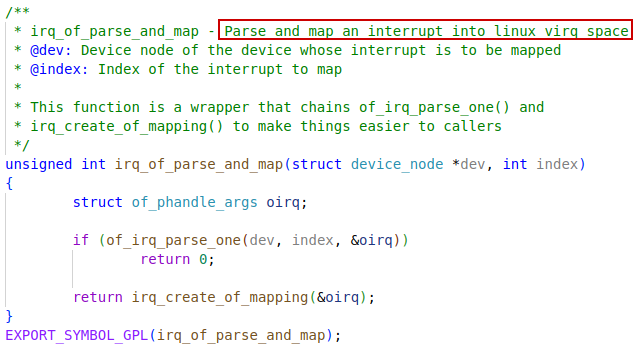 /**
 * irq_of_parse_and_map - Parse and map an interrupt into linux virq space
 * @dev: Device node of the device whose interrupt is to be mapped
 * @index: Index of the interrupt to map
 *
 * This function is a wrapper that chains of_irq_parse_one() and
 * irq_create_of_mapping() to make things easier to callers
 */
unsigned int irq_of_parse_and_map(struct device_node *dev, int index)
{
        struct of_phandle_args oirq;

        if (of_irq_parse_one(dev, index, &oirq))
                return 0;

        return irq_create_of_mapping(&oirq);
}
EXPORT_SYMBOL_GPL(irq_of_parse_and_map);